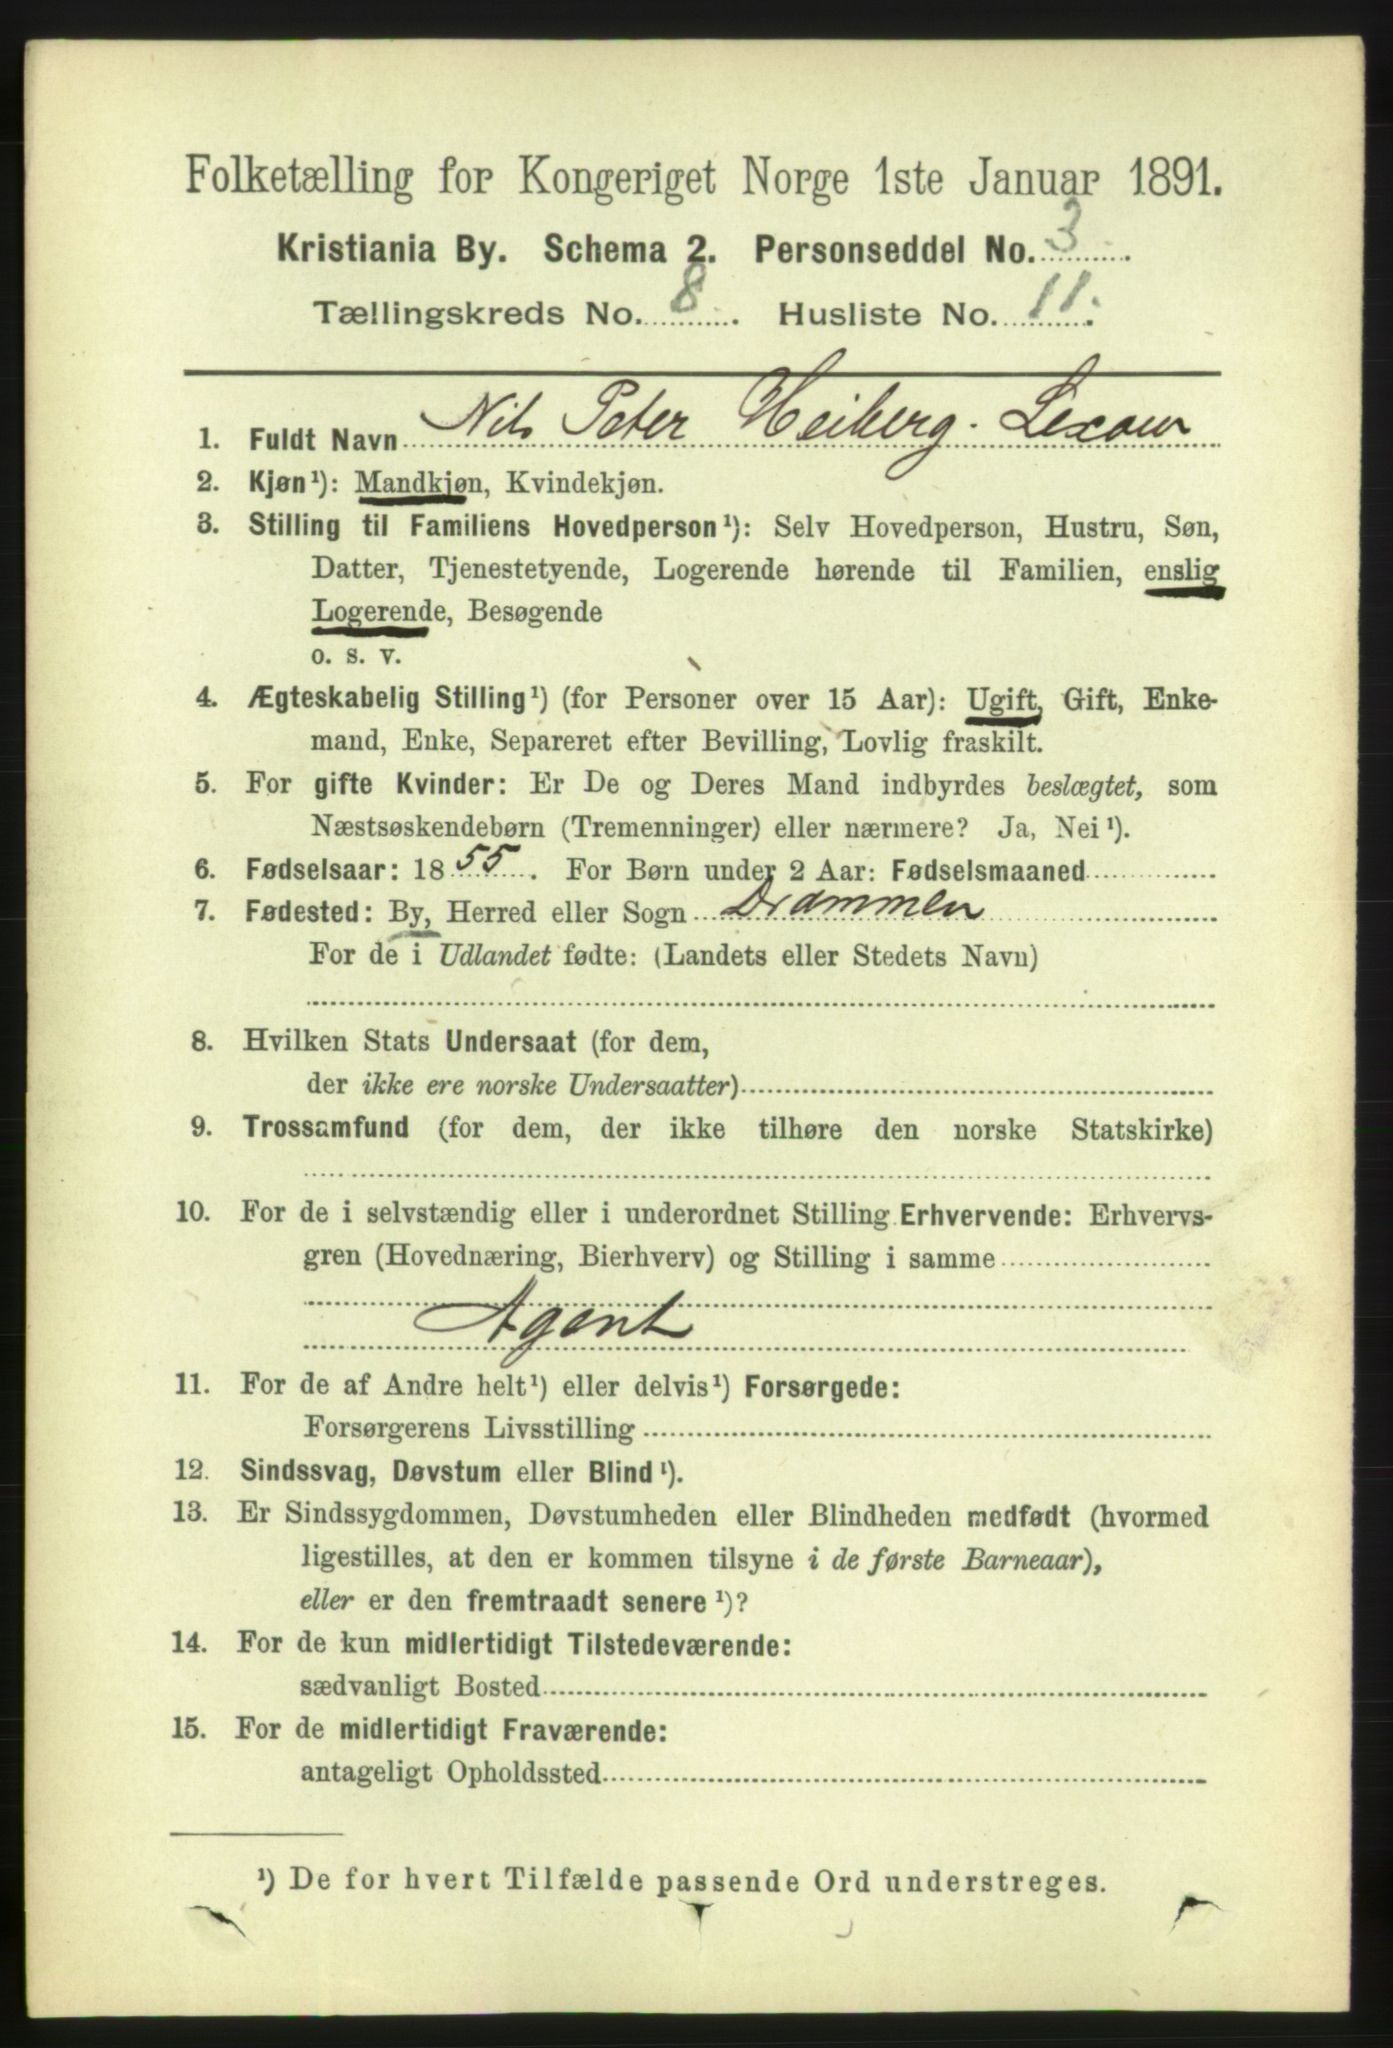 Folketælling for Kongeriget Norge 1ste Januar 1891.
Kristiania By. Schema 2. Personseddel No. 3.
Tællingskreds No. 8. Husliste No. 11.
1. Fuldt Navn Nils Peter Heiberg-Lexow
2. Kjøn¹): Mandkjøn, Kvindekjøn.
3. Stilling til Familiens Hovedperson¹): Selv Hovedperson, Hustru, Søn,
Datter, Tjenestetyende, Logerende hørende til Familien, enslig
Logerende, Besøgende
o. s. v.
4. Ægteskabelig Stilling¹) (for Personer over 15 Aar): Ugift, Gift, Enke-
mand, Enke, Separeret efter Bevilling, Lovlig fraskilt.
5. For gifte Kvinder: Er De og Deres Mand indbyrdes beslægtet, som
Næstsøskendebørn (Tremenninger) eller nærmere? Ja, Nei¹).
6. Fødselsaar: 1855. For Børn under 2 Aar: Fødselsmaaned
7. Fødested: By, Herred eller Sogn Drammen
For de i Udlandet fødte: (Landets eller Stedets Navn)
8. Hvilken Stats Undersaat (for dem,
der ikke ere norske Undersaatter)
9. Trossamfund (for dem, der ikke tilhøre den norske Statskirke)
10. For de i selvstændig eller i underordnet Stilling Erhvervende: Erhvervs-
gren (Hovednæring, Bierhverv) og Stilling i samme
Agent
11. For de af Andre helt¹) eller delvis¹) Forsørgede:
Forsørgerens Livsstilling
12. Sindssvag, Døvstum eller Blind¹).
13. Er Sindssygdommen, Døvstumheden eller Blindheden medfødt (hvormed
ligestilles, at den er kommen tilsyne i de første Barneaar),
eller er den fremtraadt senere¹)?
14. For de kun midlertidigt Tilstedeværende:
sædvanligt Bosted
15. For de midlertidigt Fraværende:
antageligt Opholdssted
¹) De for hvert Tilfælde passende Ord understreges.